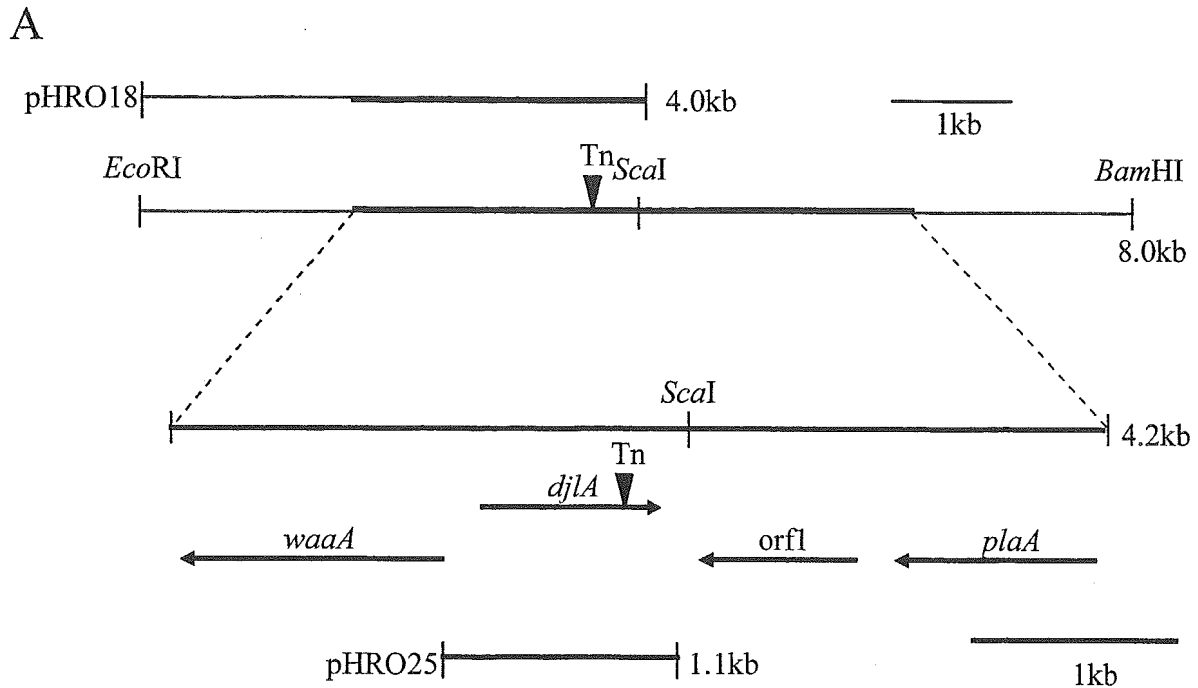 A
pHRO18
4.0kb
1kb
EcoRI
Tn
ScaI
BamHI
8.0kb
ScaI
4.2kb
Tn
djlA
waaA
orf1
plaA
pHRO25
1.1kb
1kb